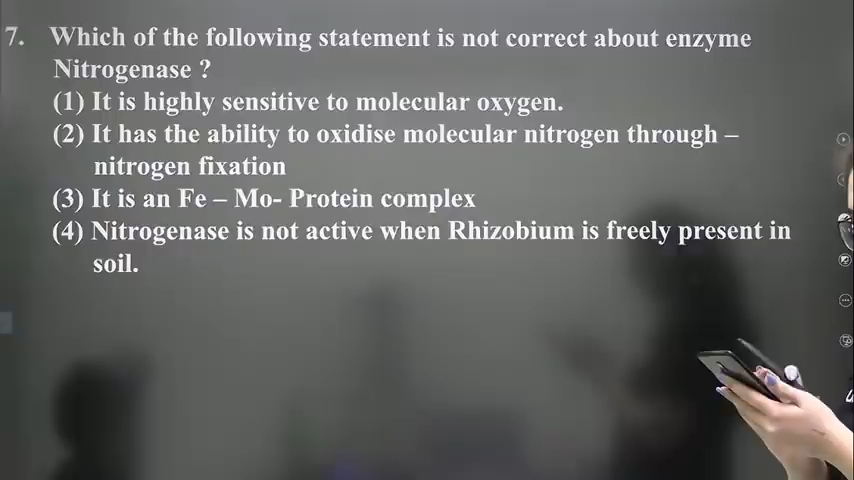 7. Which of the following statement is not correct about enzyme
Nitrogenase ?
(1) It is highly sensitive to molecular oxygen.
(2) It has the ability to oxidise molecular nitrogen through –
nitrogen fixation
(3) It is an Fe – Mo- Protein complex
(4) Nitrogenase is not active when Rhizobium is freely present in
soil.